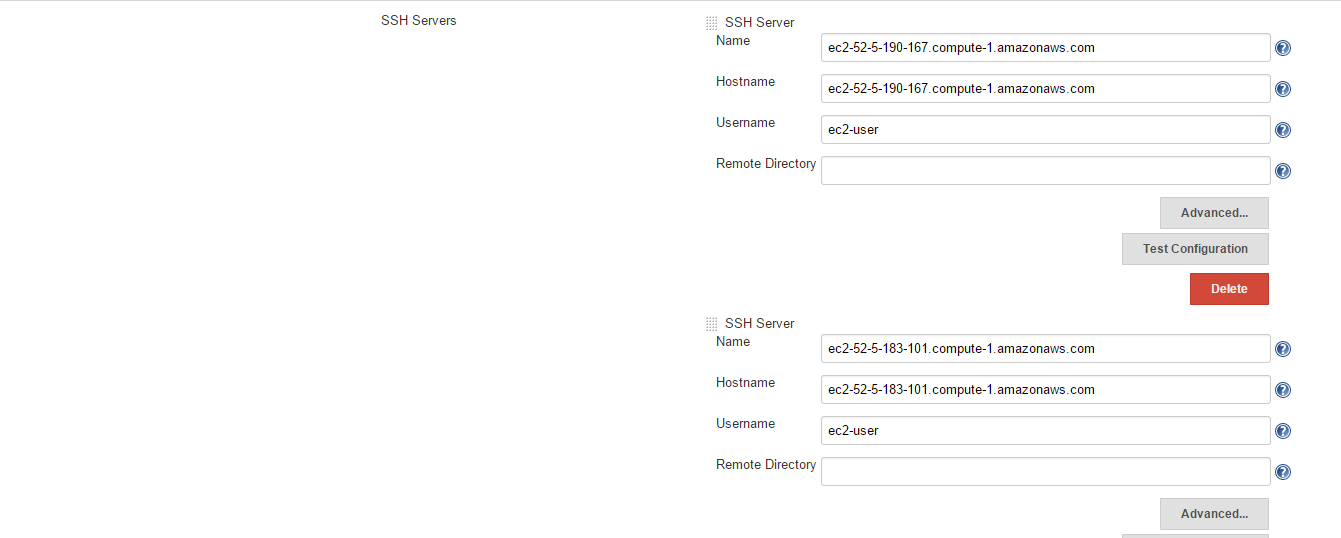 SSH Servers
SSH Server
Name
ec2-52-5-190-167.compute-1.amazonaws.com
Hostname
ec2-52-5-190-167.compute-1.amazonaws.com
Username
ec2-user
Remote Directory
Advanced...
Test Configuration
Delete
SSH Server
Name
ec2-52-5-183-101.compute-1.amazonaws.com
Hostname
ec2-52-5-183-101.compute-1.amazonaws.com
Username
ec2-user
Remote Directory
Advanced...